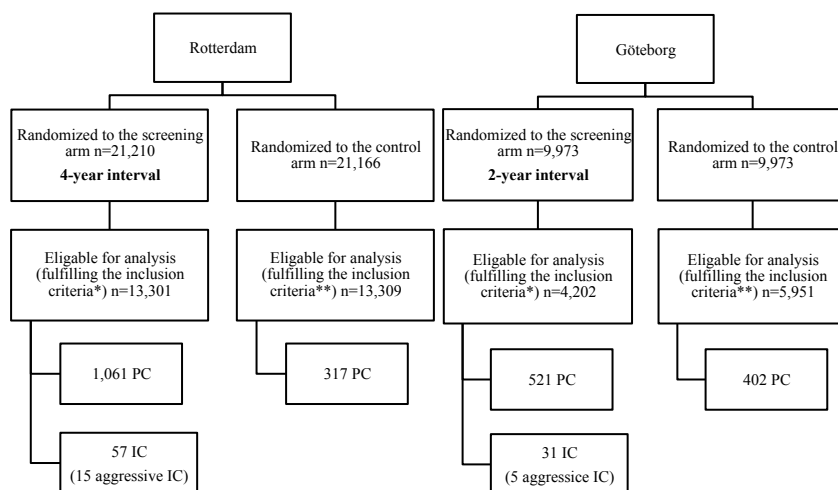 Rotterdam
Göteborg
Randomized to the screening
arm n=21,210
4-year interval
Randomized to the control
arm n=21,166
Randomized to the screening
arm n=9,973
2-year interval
Randomized to the control
arm n=9,973
Eligable for analysis
(fulfilling the inclusion
criteria*) n=13,301
Eligable for analysis
(fulfilling the inclusion
criteria**) n=13,309
Eligable for analysis
(fulfilling the inclusion
criteria*) n=4,202
Eligable for analysis
(fulfilling the inclusion
criteria**) n=5,951
1,061 PC
317 PC
521 PC
402 PC
57 IC
(15 aggressive IC)
31 IC
(5 aggressice IC)